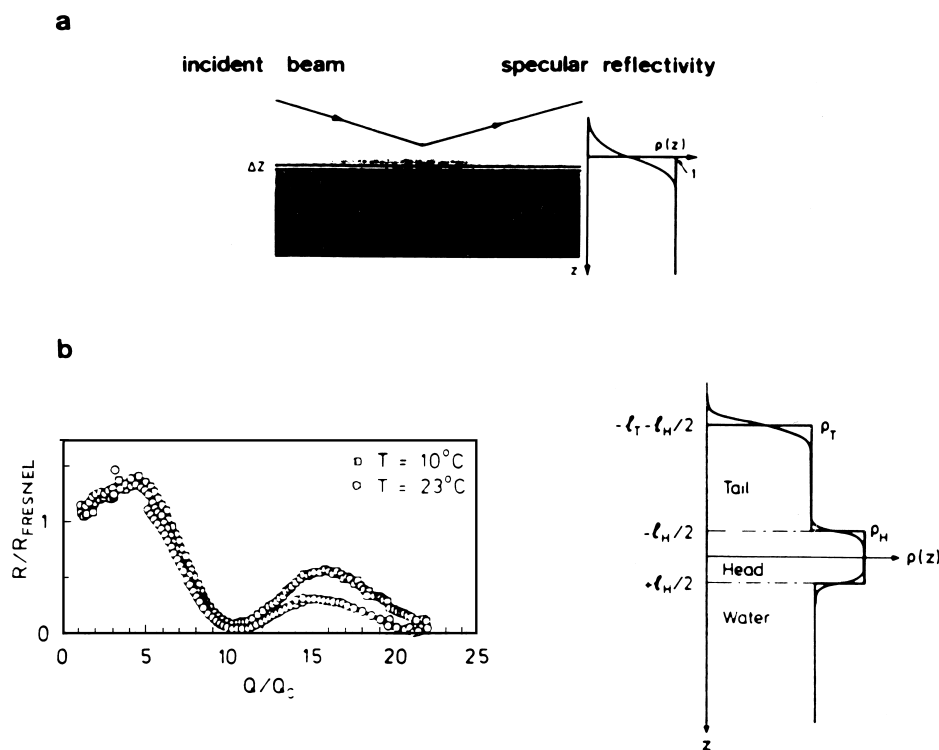 a
incident beam
specular reflectivity
ρ(z)
Δz
1
z
b
R/R_FRESNEL
T = 10°C
T = 23°C
1
0
0 5 10 15 20 25
-ℓ_T-ℓ_H/2
ρ_T
Tail
-ℓ_H/2
ρ_H
ρ(z)
Head
+ℓ_H/2
Water
z